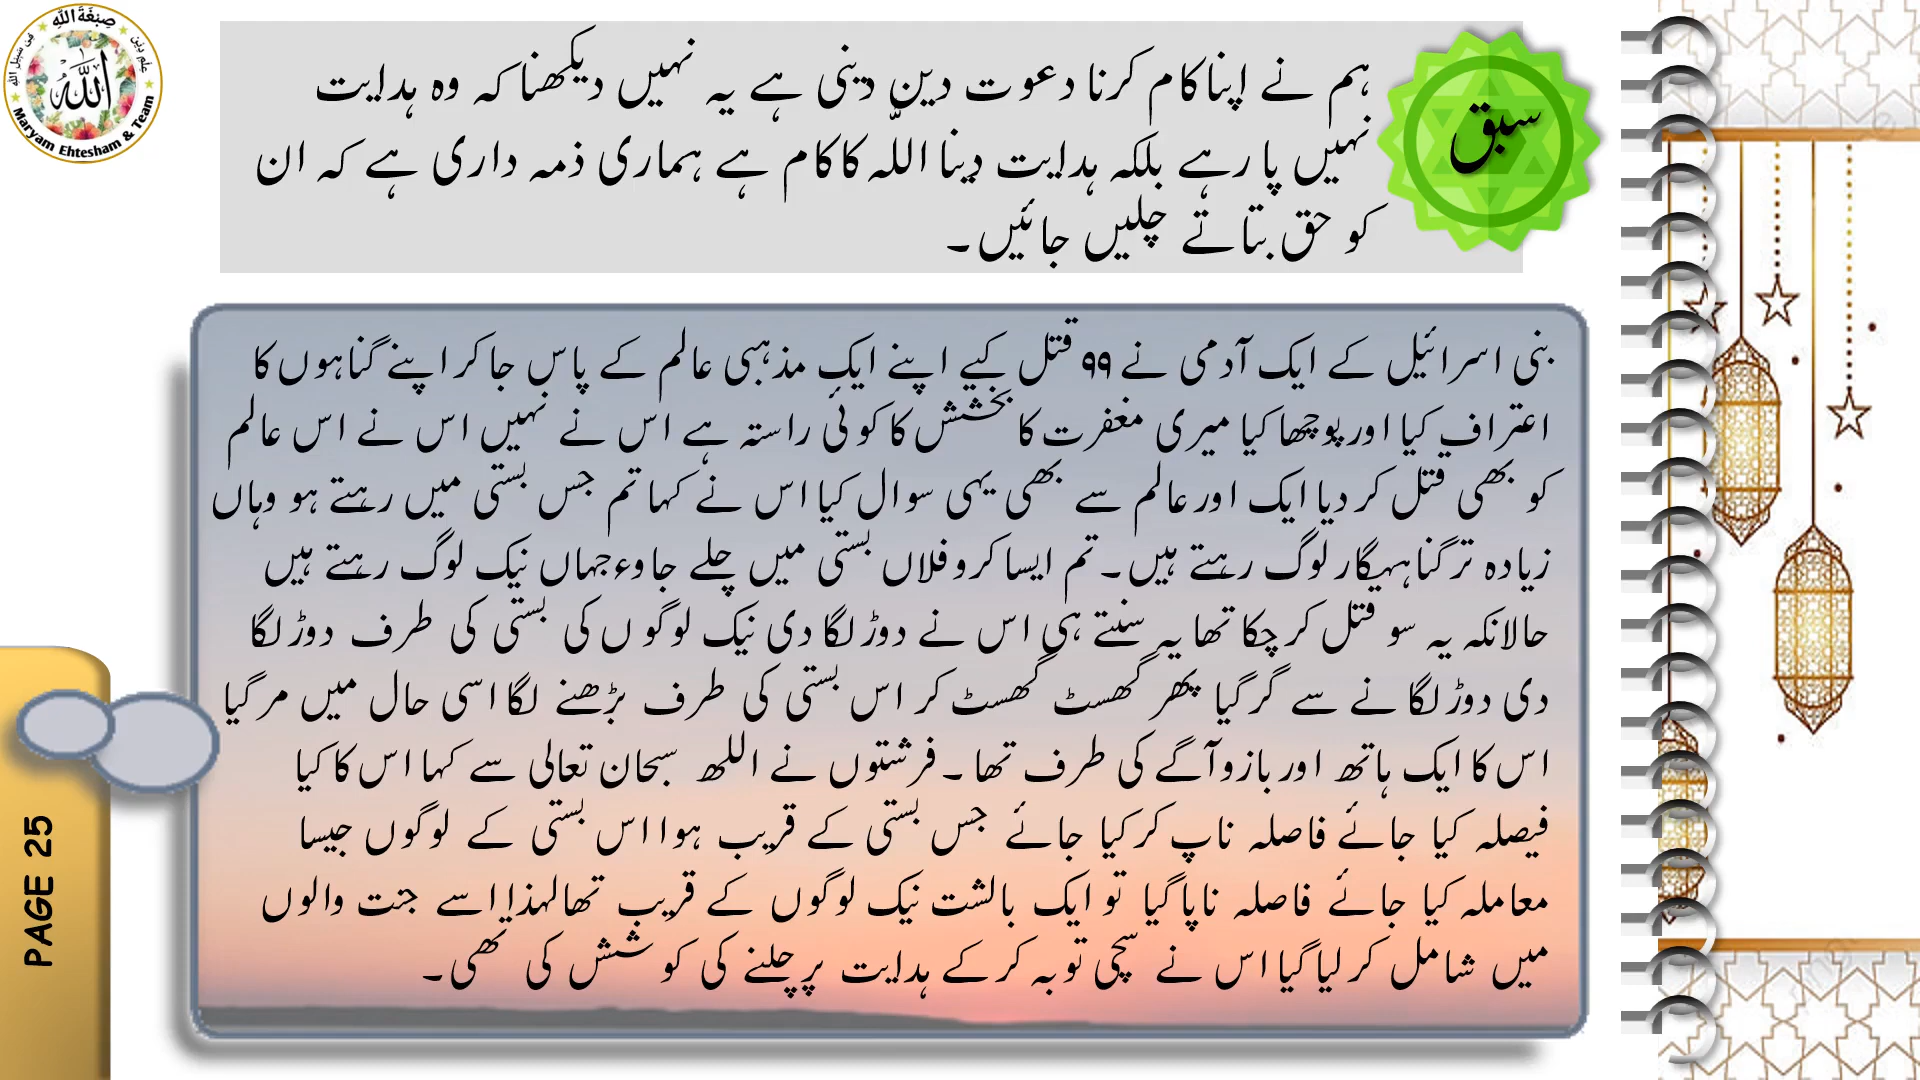 صِبْغَةَ اللّٰهِ
فِیْ سَبِیْلِ اللّٰهِ
علمِ دین
اللّٰه
Maryam Ehtesham & Team
سبق
ہم نے اپنا کام کرنا دعوت دین دینی ہے یہ نہیں دیکھنا کہ وہ ہدایت
نہیں پا رہے بلکہ ہدایت دینا اللہ کا کام ہے ہماری ذمہ داری ہے کہ ان
کو حق بتاتے چلیں جائیں۔
بنی اسرائیل کے ایک آدمی نے ۹۹ قتل کیے اپنے ایک مذہبی عالم کے پاس جا کر اپنے گناہوں کا
اعتراف کیا اور پوچھا کیا میری مغفرت کا بخشش کا کوئی راستہ ہے اس نے نہیں اس نے اس عالم
کو بھی قتل کر دیا ایک اور عالم سے بھی یہی سوال کیا اس نے کہا تم جس بستی میں رہتے ہو وہاں
زیادہ تر گناہہیگار لوگ رہتے ہیں۔ تم ایسا کرو فلاں بستی میں چلے جاوء جہاں نیک لوگ رہتے ہیں
حالانکہ یہ سو قتل کر چکا تھا یہ سنتے ہی اس نے دوڑ لگا دی نیک لوگوں کی بستی کی طرف دوڑ لگا
دی دوڑ لگانے سے گر گیا پھر گھسٹ گھسٹ کر اس بستی کی طرف بڑھنے لگا اسی حال میں مر گیا
اس کا ایک ہاتھ اور بازو آگے کی طرف تھا ۔ فرشتوں نے اللھ سبحان تعالی سے کہا اس کا کیا
فیصلہ کیا جائے فاصلہ ناپ کر کیا جائے جس بستی کے قریب ہوا اس بستی کے لوگوں جیسا
معاملہ کیا جائے فاصلہ ناپا گیا تو ایک بالشت نیک لوگوں کے قریب تھا لہذا اسے جنت والوں
میں شامل کر لیا گیا اس نے سچی توبہ کر کے ہدایت پر چلنے کی کوشش کی تھی۔
PAGE 25